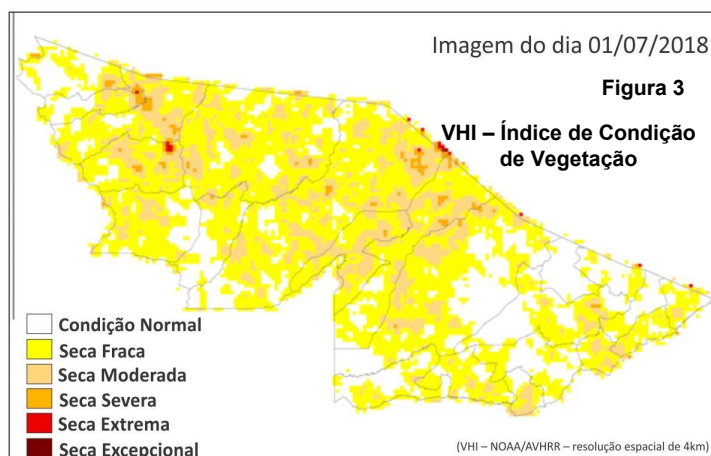 Imagem do dia 01/07/2018
Figura 3
VHI – Índice de Condição
de Vegetação
Condição Normal
Seca Fraca
Seca Moderada
Seca Severa
Seca Extrema
Seca Excepcional
(VHI – NOAA/AVHRR – resolução espacial de 4km)